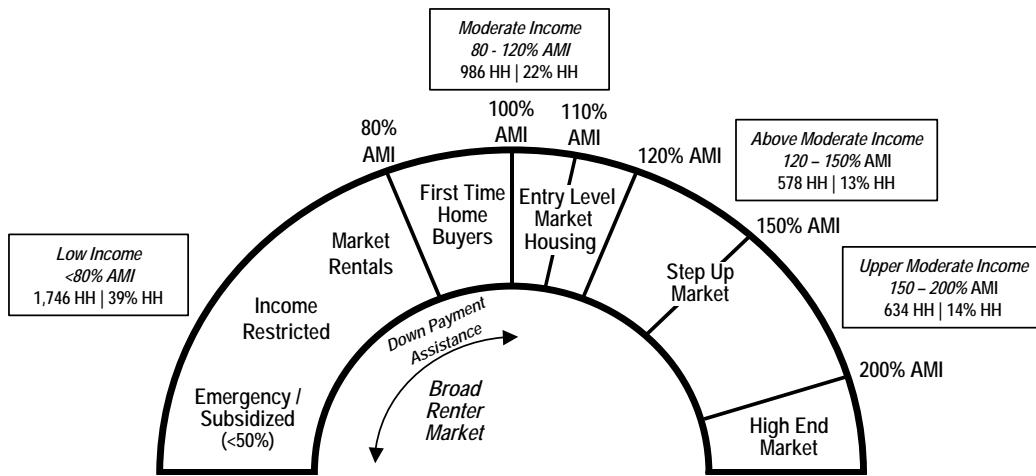 Moderate Income
80 - 120% AMI
986 HH | 22% HH
80%
AMI
100%
AMI
110%
AMI
120% AMI
Above Moderate Income
120 – 150% AMI
578 HH | 13% HH
150% AMI
Low Income
<80% AMI
1,746 HH | 39% HH
Upper Moderate Income
150 – 200% AMI
634 HH | 14% HH
200% AMI
Emergency /
Subsidized
(<50%)
Income
Restricted
Market
Rentals
First Time
Home
Buyers
Entry Level
Market
Housing
Step Up
Market
High End
Market
Down Payment
Assistance
Broad
Renter
Market